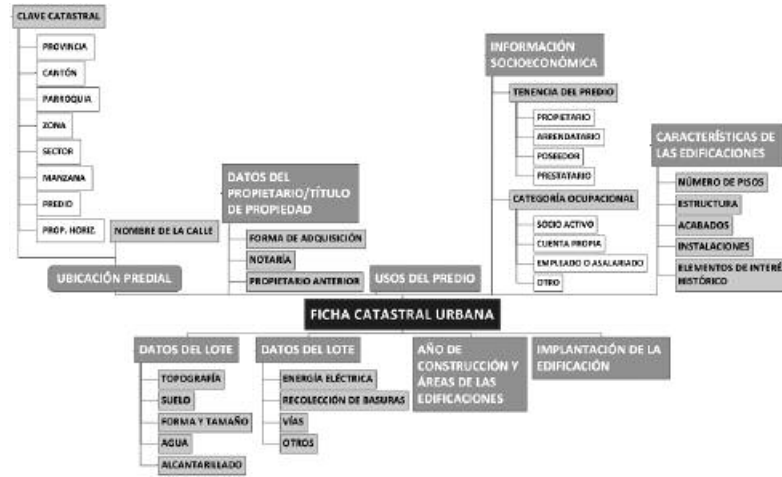 CLAVE CATASTRAL
PROVINCIA
CANTÓN
PARROQUIA
ZONA
SECTOR
MANZANA
PREDIO
PROP. HORIZ.
NOMBRE DE LA CALLE
UBICACIÓN PREDIAL
DATOS DEL
PROPIETARIO/TÍTULO
DE PROPIEDAD
FORMA DE ADQUISICIÓN
NOTARÍA
PROPIETARIO ANTERIOR
USOS DEL PREDIO
INFORMACIÓN
SOCIOECONÓMICA
TENENCIA DEL PREDIO
PROPIETARIO
ARRENDATARIO
POSEEDOR
PRESTATARIO
CATEGORÍA OCUPACIONAL
SOCIO ACTIVO
CUENTA PROPIA
EMPLEADO O ASALARIADO
OTRO
CARACTERÍSTICAS DE
LAS EDIFICACIONES
NÚMERO DE PISOS
ESTRUCTURA
ACABADOS
INSTALACIONES
ELEMENTOS DE INTERÉ
HISTÓRICO
FICHA CATASTRAL URBANA
DATOS DEL LOTE
TOPOGRAFÍA
SUELO
FORMA Y TAMAÑO
AGUA
ALCANTARILLADO
DATOS DEL LOTE
ENERGÍA ELÉCTRICA
RECOLECCIÓN DE BASURAS
VÍAS
OTROS
AÑO DE
CONSTRUCCIÓN Y
ÁREAS DE LAS
EDIFICACIONES
IMPLANTACIÓN DE LA
EDIFICACIÓN